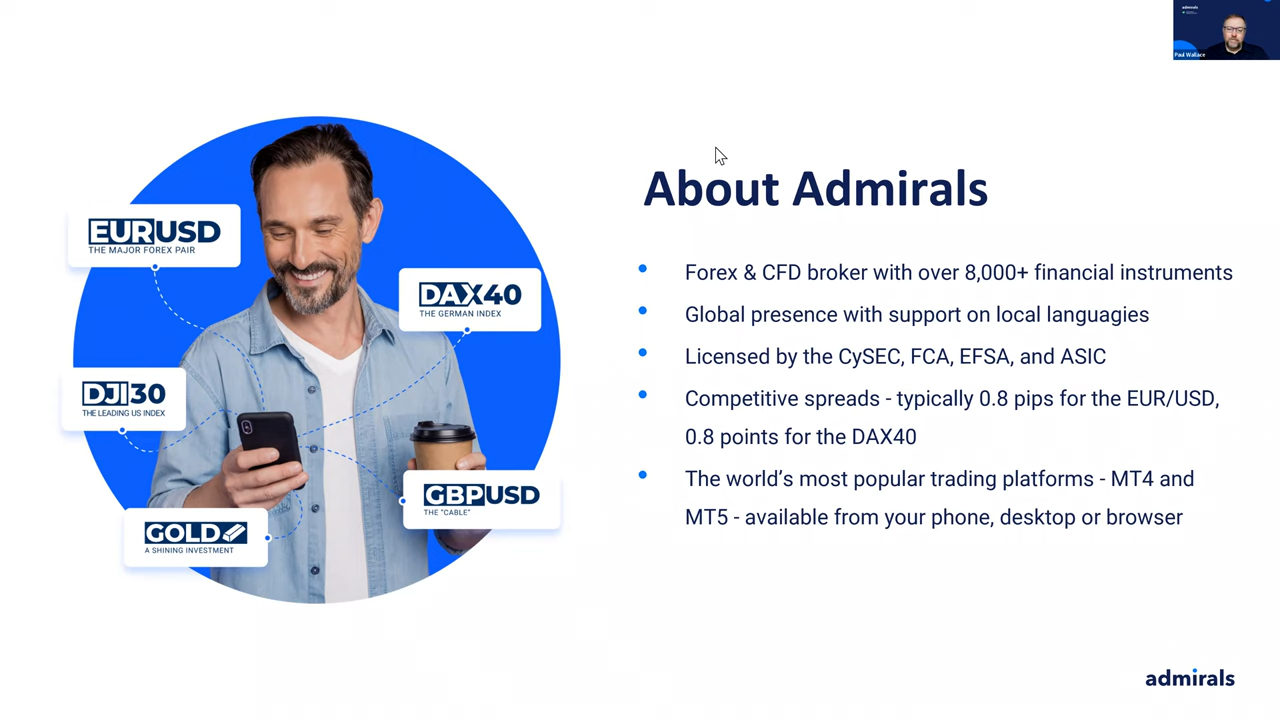 admirals
Paul Wallace
About Admirals
EURUSD
THE MAJOR FOREX PAIR
DAX40
THE GERMAN INDEX
DJI30
THE LEADING US INDEX
GBPUSD
THE "CABLE"
GOLD
A SHINING INVESTMENT
Forex & CFD broker with over 8,000+ financial instruments
Global presence with support on local languagies
Licensed by the CySEC, FCA, EFSA, and ASIC
Competitive spreads - typically 0.8 pips for the EUR/USD,
0.8 points for the DAX40
The world's most popular trading platforms - MT4 and
MT5 - available from your phone, desktop or browser
admirals